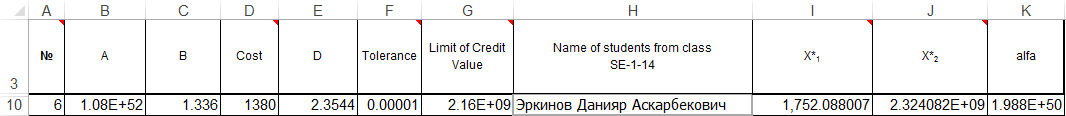 A B C D E F G H I J K
3 № A B Cost D Tolerance Limit of Credit Value Name of students from class SE-1-14 X*1 X*2 alfa
10 6 1.08E+52 1.336 1380 2.3544 0.00001 2.16E+09 Эркинов Данияр Аскарбекович 1,752.088007 2.324082E+09 1.988E+50